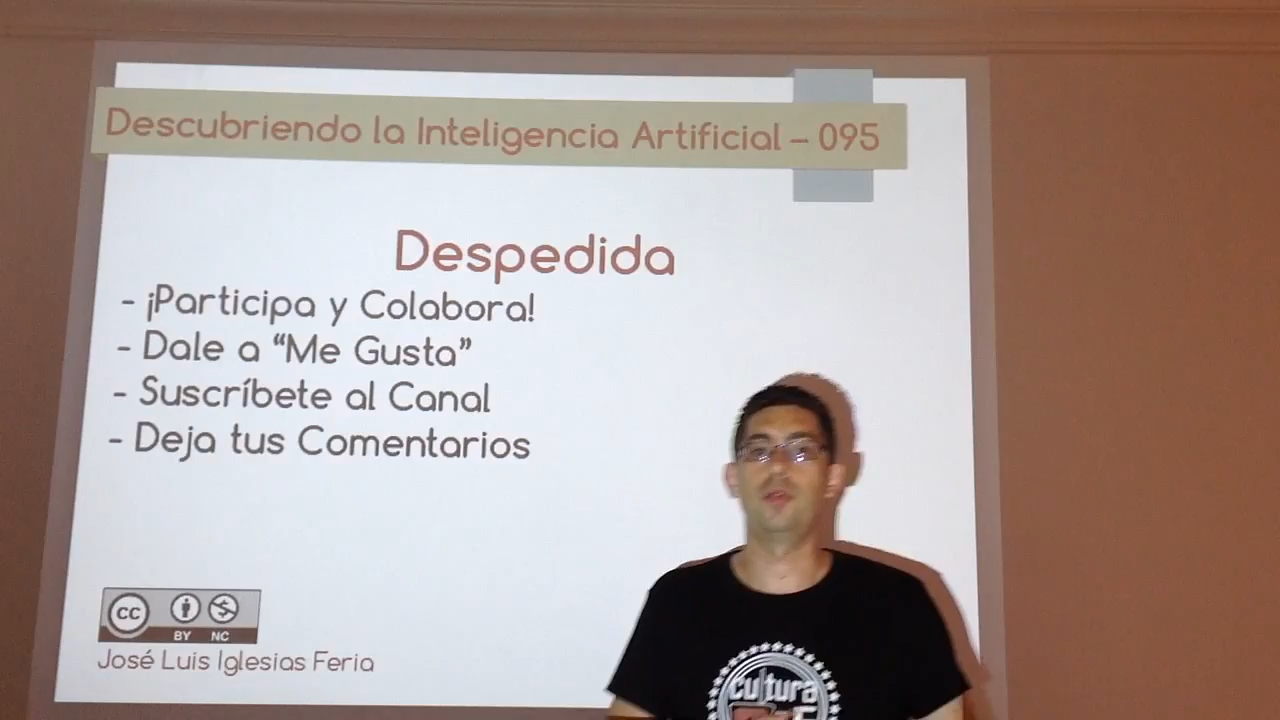 Descubriendo la Inteligencia Artificial – 095
Despedida
- ¡Participa y Colabora!
- Dale a “Me Gusta”
- Suscríbete al Canal
- Deja tus Comentarios
cc
BY NC
José Luis Iglesias Feria
cultura